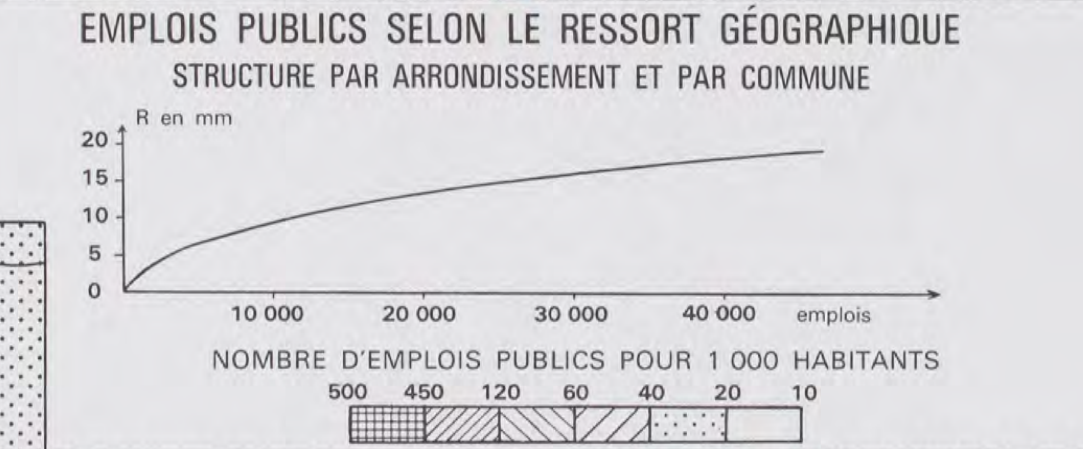 EMPLOIS PUBLICS SELON LE RESSORT GÉOGRAPHIQUE
STRUCTURE PAR ARRONDISSEMENT ET PAR COMMUNE
R en mm
20
15
10
5
0
10 000 20 000 30 000 40 000 emplois
NOMBRE D'EMPLOIS PUBLICS POUR 1 000 HABITANTS
500 450 120 60 40 20 10